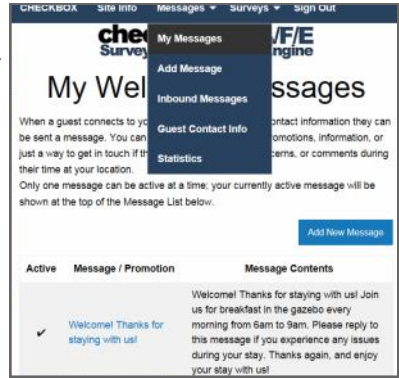 CHECKBOX Site Info Messages Surveys Sign Out
chec /F/E
Survey ngine
My Messages
Add Message
Inbound Messages
Guest Contact Info
Statistics
My Wel ssages
When a guest connects to yo ontact information they can
be sent a message. You can omotions, information, or
just a way to get in touch if th cerns, or comments during
their time at your location.
Only one message can be active at a time; your currently active message will be
shown at the top of the Message List below.
Add New Message
Active Message / Promotion Message Contents
✔ Welcome! Thanks for staying with us!
Welcome! Thanks for staying with us! Join
us for breakfast in the gazebo every
morning from 6am to 9am. Please reply to
this message if you experience any issues
during your stay. Thanks again, and enjoy
your stay with us!